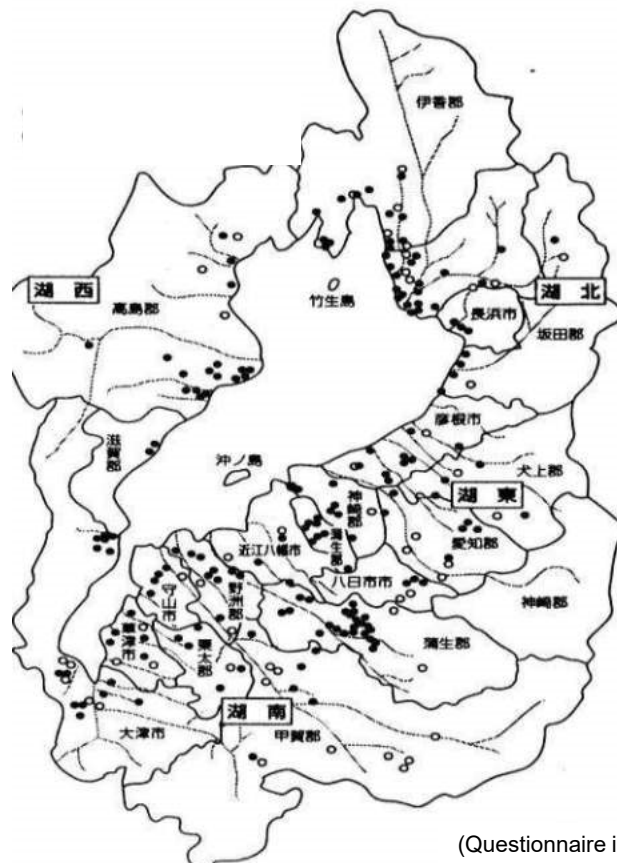 伊香郡
湖西
竹生島
湖北
高島郡
長浜市
坂田郡
彦根市
滋賀郡
犬上郡
沖ノ島
神崎郡
湖東
愛知郡
近江八幡市
蒲生郡
八日市市
守山市
野洲郡
神崎郡
草津市
栗太郡
蒲生郡
湖南
大津市
甲賀郡
(Questionnaire i